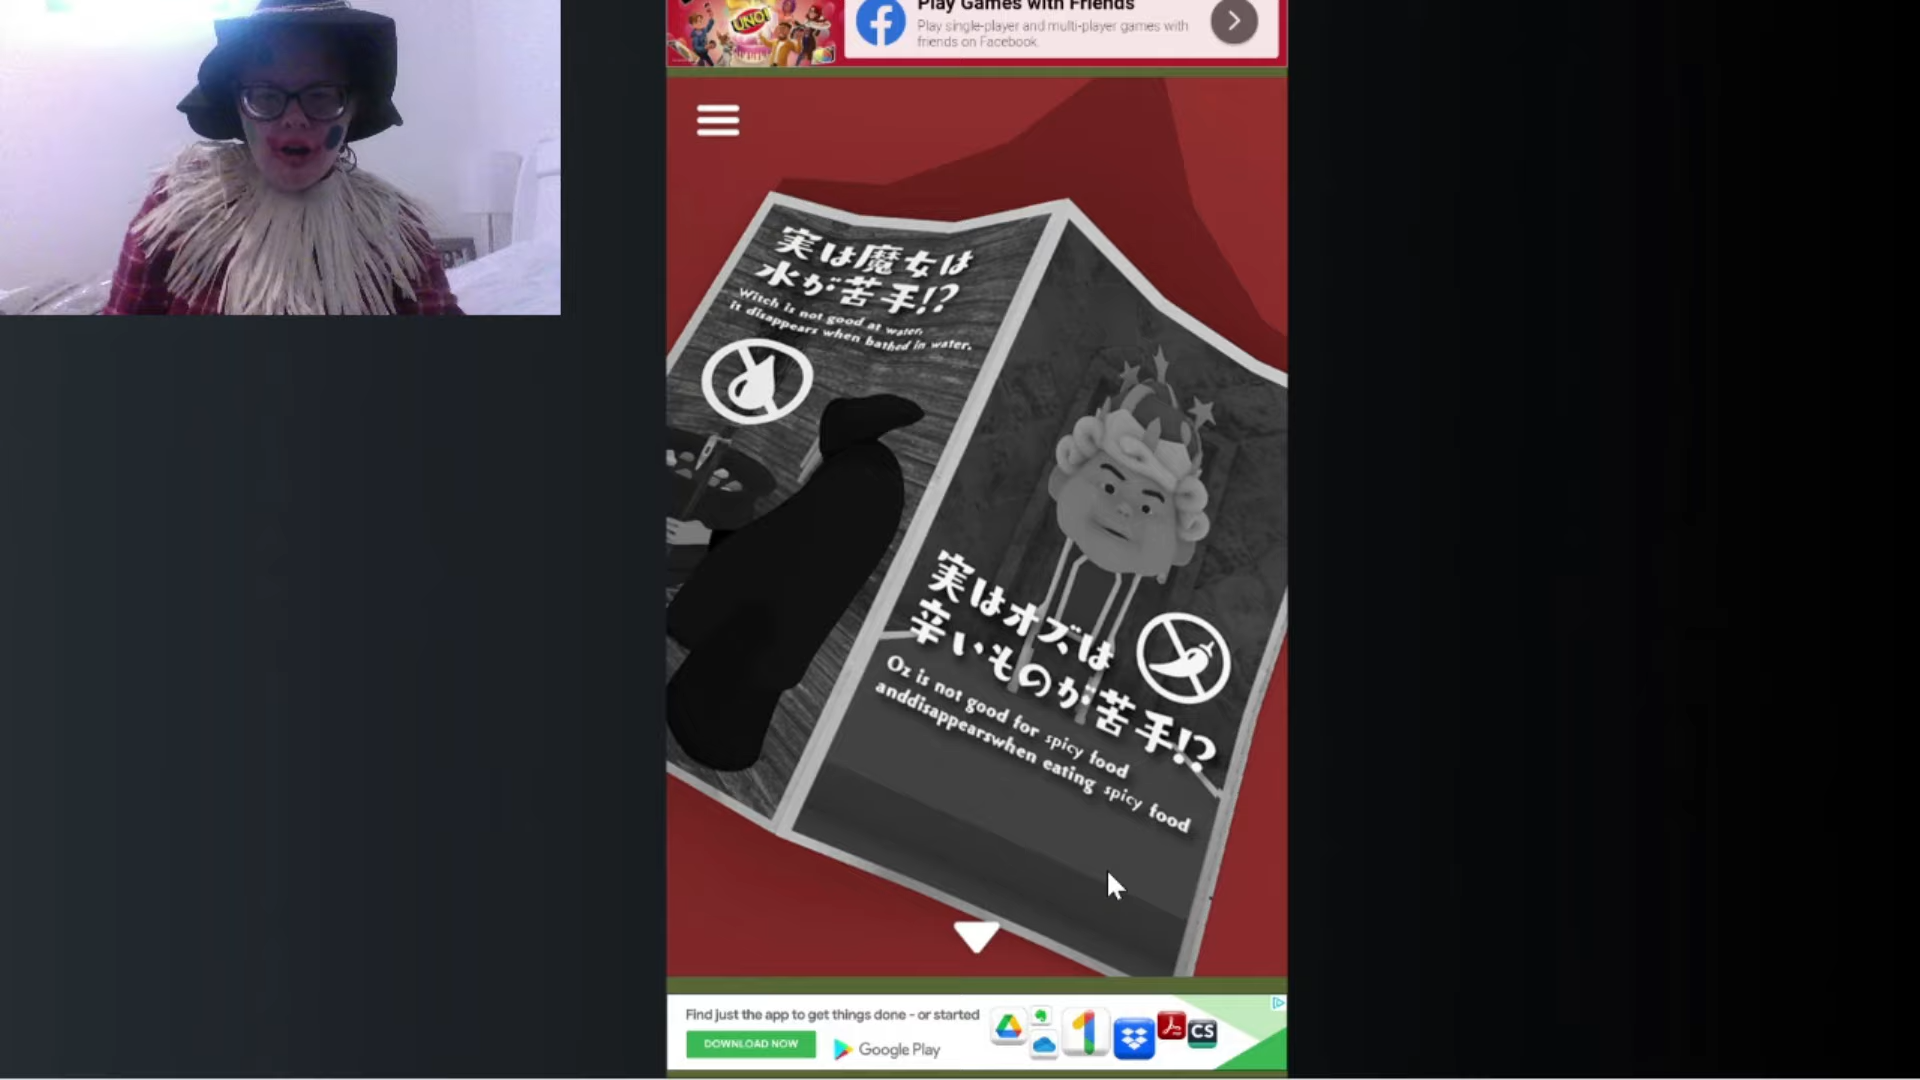 Play Games with Friends
Play single-player and multi-player games with
friends on Facebook.
UNO!
実は魔女は
水が苦手!?
Witch is not good at water,
it disappears when bathed in water.
実はオズは
辛いものが苦手!?
Oz is not good for spicy food
anddisappearswhen eating spicy food
Find just the app to get things done - or started
DOWNLOAD NOW
Google Play
1
CS